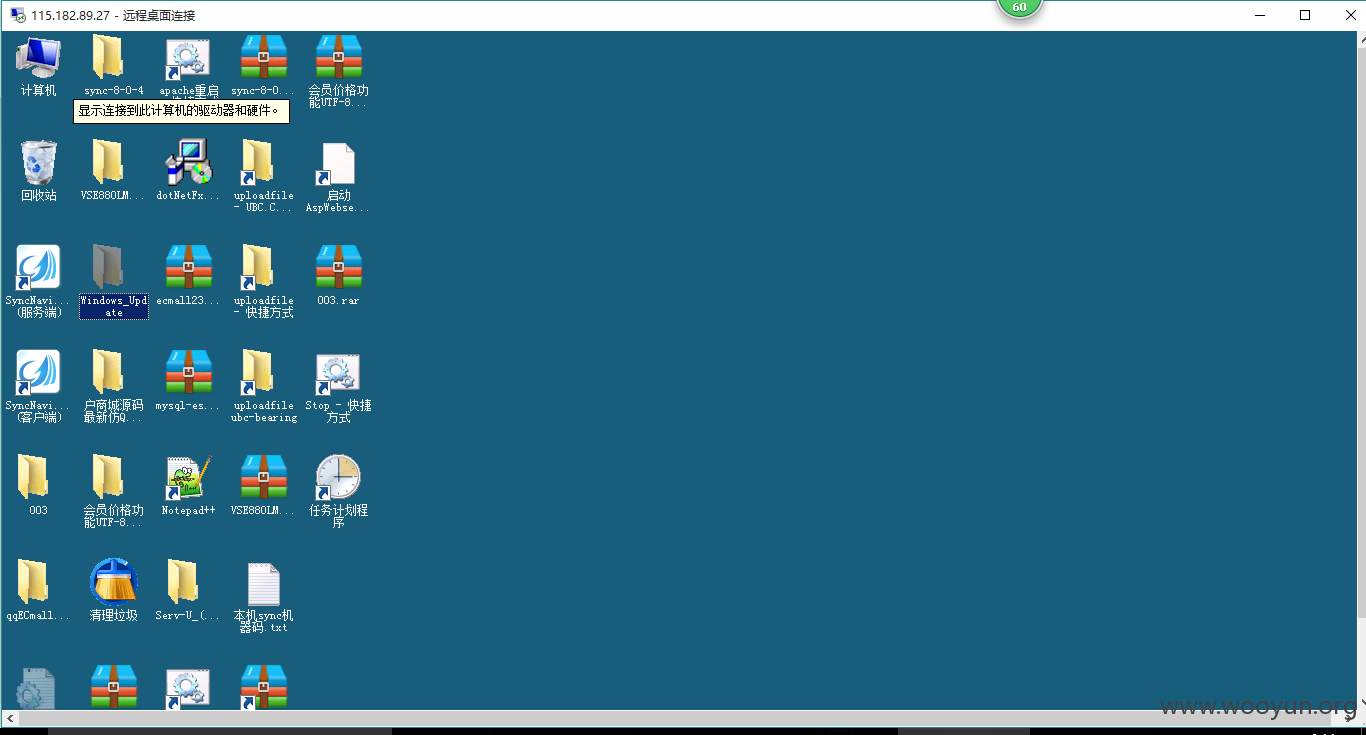 115.182.89.27 - 远程桌面连接
60
计算机
sync-8-0-4
apache重启
sync-8-0...
会员价格功
能UTF-8...
显示连接到此计算机的驱动器和硬件。
回收站
VSE880LM...
dotNetFx...
uploadfile
- UBC.C...
启动
AspWebse...
SyncNavi...
(服务端)
Windows_Upd
ate
ecmall23...
uploadfile
- 快捷方式
003.rar
SyncNavi...
(客户端)
户商城源码
最新仿Q...
mysql-es...
uploadfile
ubc-bearing
Stop - 快捷
方式
003
会员价格功
能UTF-8...
Notepad++
VSE880LM...
任务计划程
序
qqECmall...
清理垃圾
Serv-U_(...
本机sync机
器码.txt
www.wooyun.org